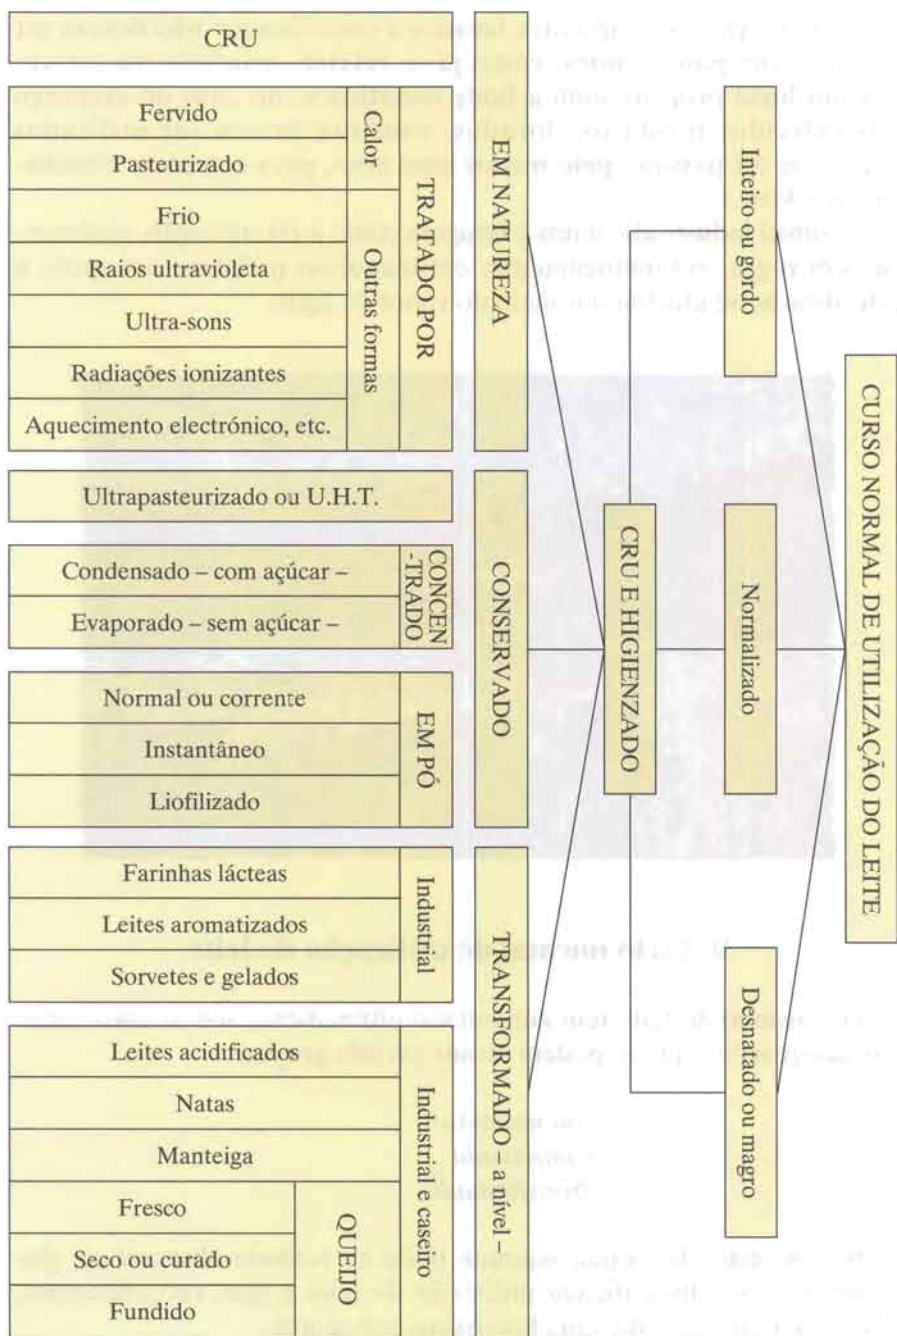 CURSO NORMAL DE UTILIZAÇÃO DO LEITE
Inteiro ou gordo
Normalizado
Desnatado ou magro
CRU E HIGIENZADO
EM NATUREZA
CRU
TRATADO POR
Calor
Fervido
Pasteurizado
Outras formas
Frio
Raios ultravioleta
Ultra-sons
Radiações ionizantes
Aquecimento electrónico, etc.
CONSERVADO
Ultrapasteurizado ou U.H.T.
CONCEN
-TRADO
Condensado – com açúcar –
Evaporado – sem açúcar –
EM PÓ
Normal ou corrente
Instantâneo
Liofilizado
TRANSFORMADO – a nível –
Industrial
Farinhas lácteas
Leites aromatizados
Sorvetes e gelados
Industrial e caseiro
Leites acidificados
Natas
Manteiga
QUEIJO
Fresco
Seco ou curado
Fundido